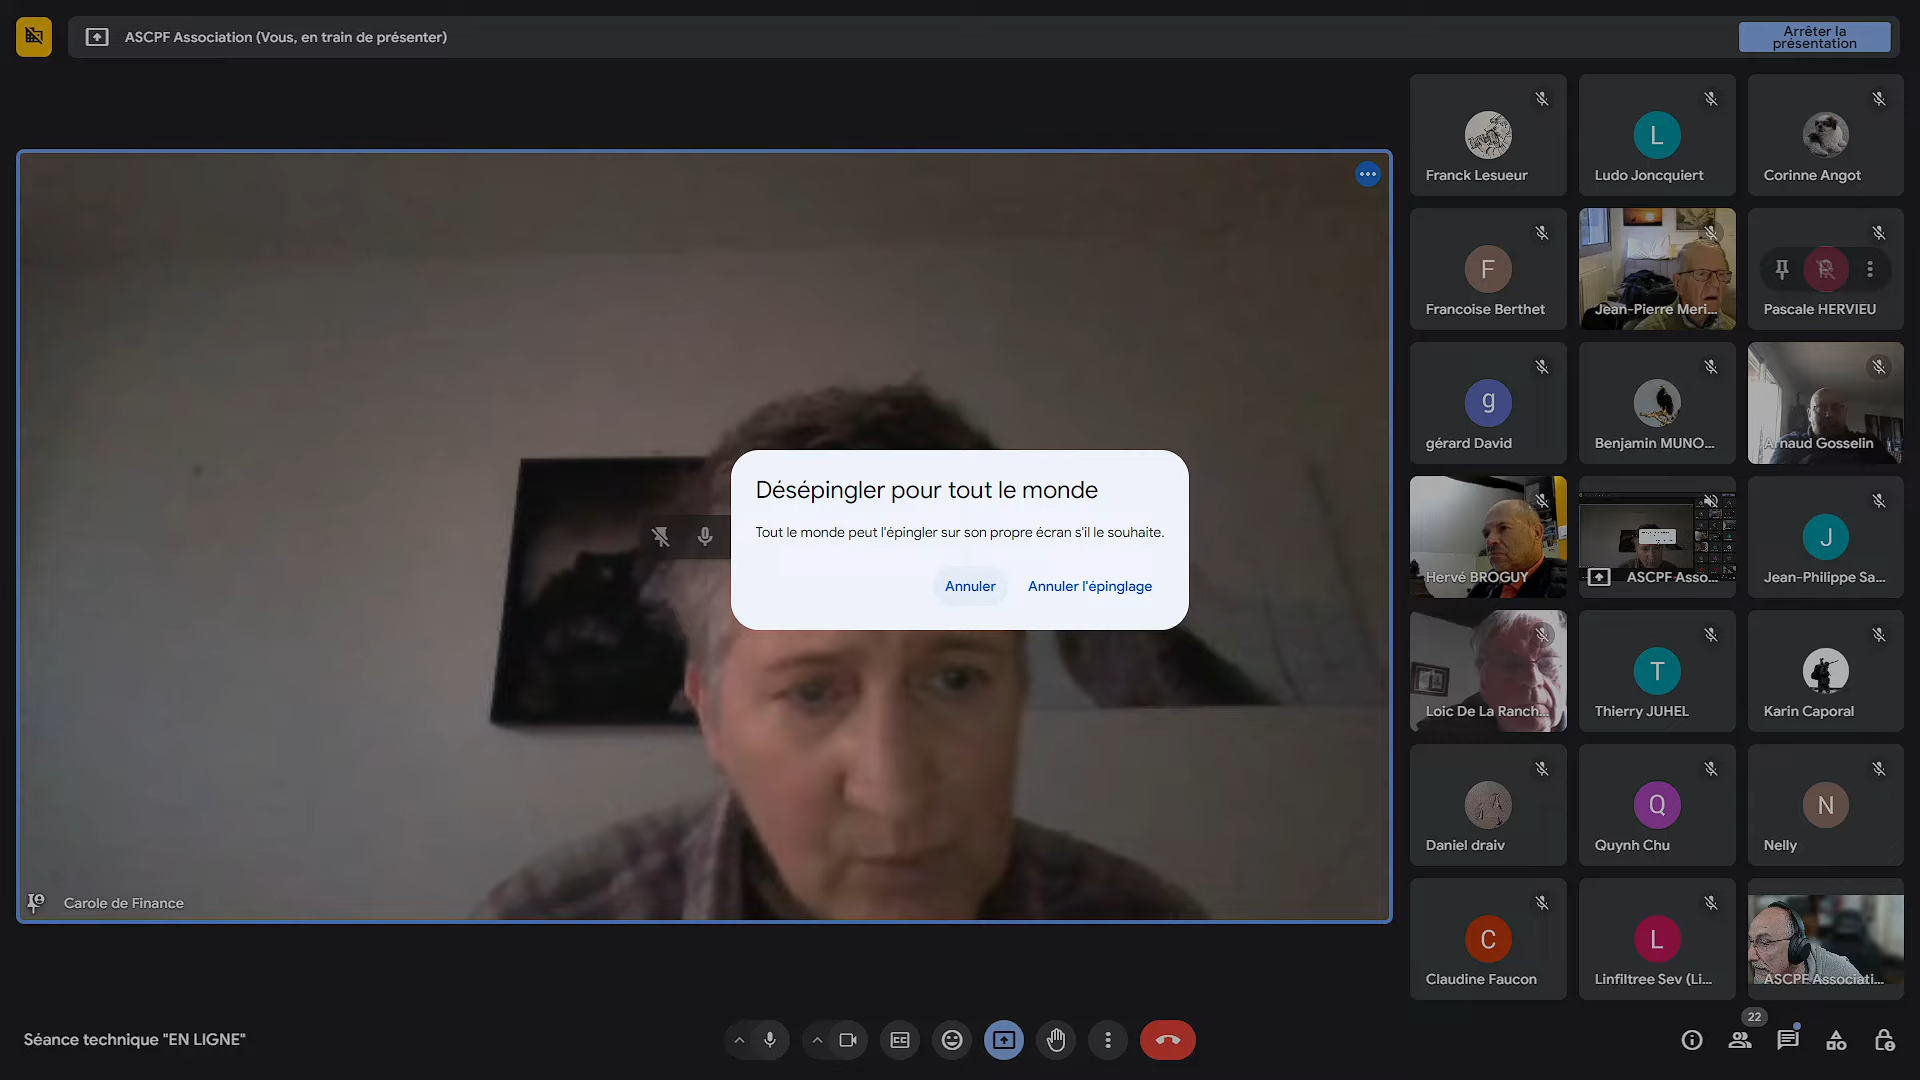 ASCPF Association (Vous, en train de présenter)
Arrêter la
présentation
Franck Lesueur
L
Ludo Joncquiert
Corinne Angot
F
Francoise Berthet
Jean-Pierre Meri...
Pascale HERVIEU
g
gérard David
Benjamin MUNO...
Arnaud Gosselin
Désépingler pour tout le monde
Tout le monde peut l'épingler sur son propre écran s'il le souhaite.
Annuler
Annuler l'épinglage
Hervé BROGUY
ASCPF Asso...
J
Jean-Philippe Sa...
Loic De La Ranch...
T
Thierry JUHEL
Karin Caporal
Daniel draiv
Q
Quynh Chu
N
Nelly
Carole de Finance
C
Claudine Faucon
L
Linfiltree Sev (Li...
ASCPF Associati...
Séance technique "EN LIGNE"
CC
22